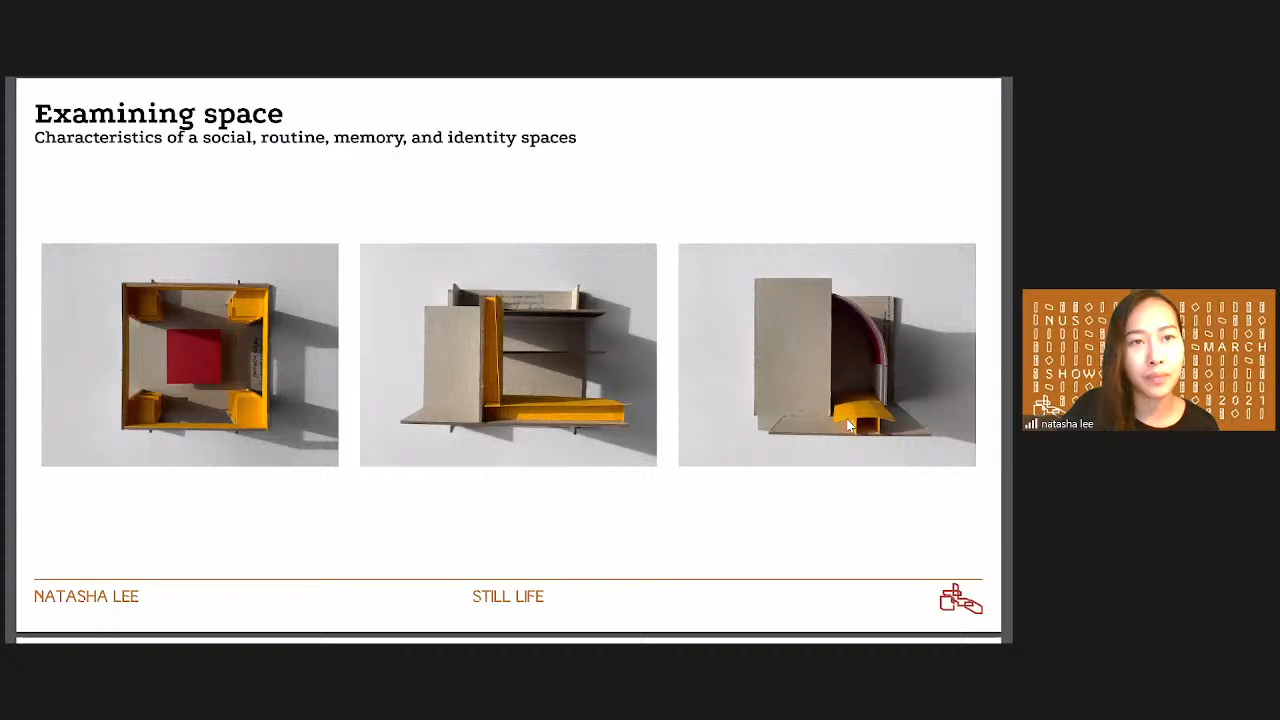 Examining space
Characteristics of a social, routine, memory, and identity spaces
NUS
MARCH
SHOW
2021
natasha lee
NATASHA LEE
STILL LIFE